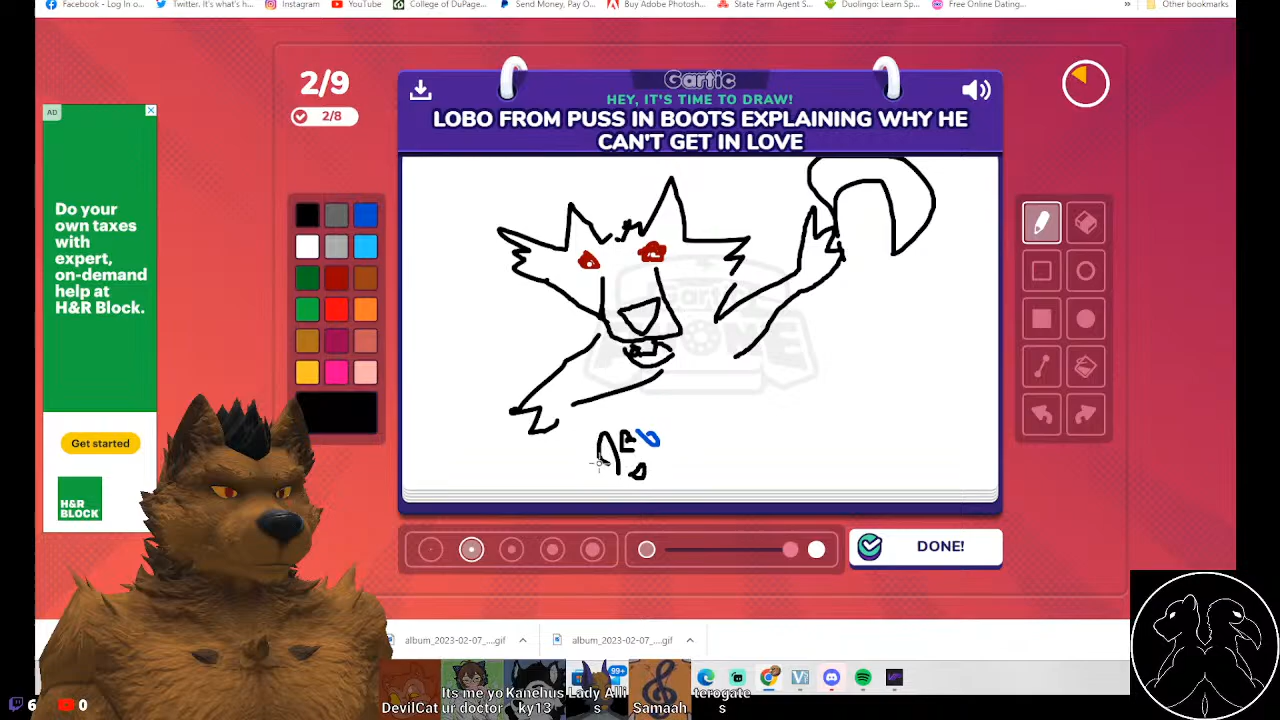 Facebook - Log In o...
Twitter. It's what's h...
Instagram
YouTube
College of DuPage...
Send Money, Pay O...
Buy Adobe Photosh...
State Farm Agent S...
Duolingo: Learn Sp...
Free Online Dating...
»
Other bookmarks
2/9
2/8
Gartic
HEY, IT'S TIME TO DRAW!
LOBO FROM PUSS IN BOOTS EXPLAINING WHY HE
CAN'T GET IN LOVE
AD
Do your
own taxes
with
expert,
on-demand
help at
H&R Block.
Get started
H&R
BLOCK
Gartic
PHONE
DONE!
album_2023-02-07_....gif
album_2023-02-07_....gif
99+
DevilCat
Its me yo
ur doctor
Kanehus
ky13
Lady Alli
s
Samaah
terogate
s
6
0